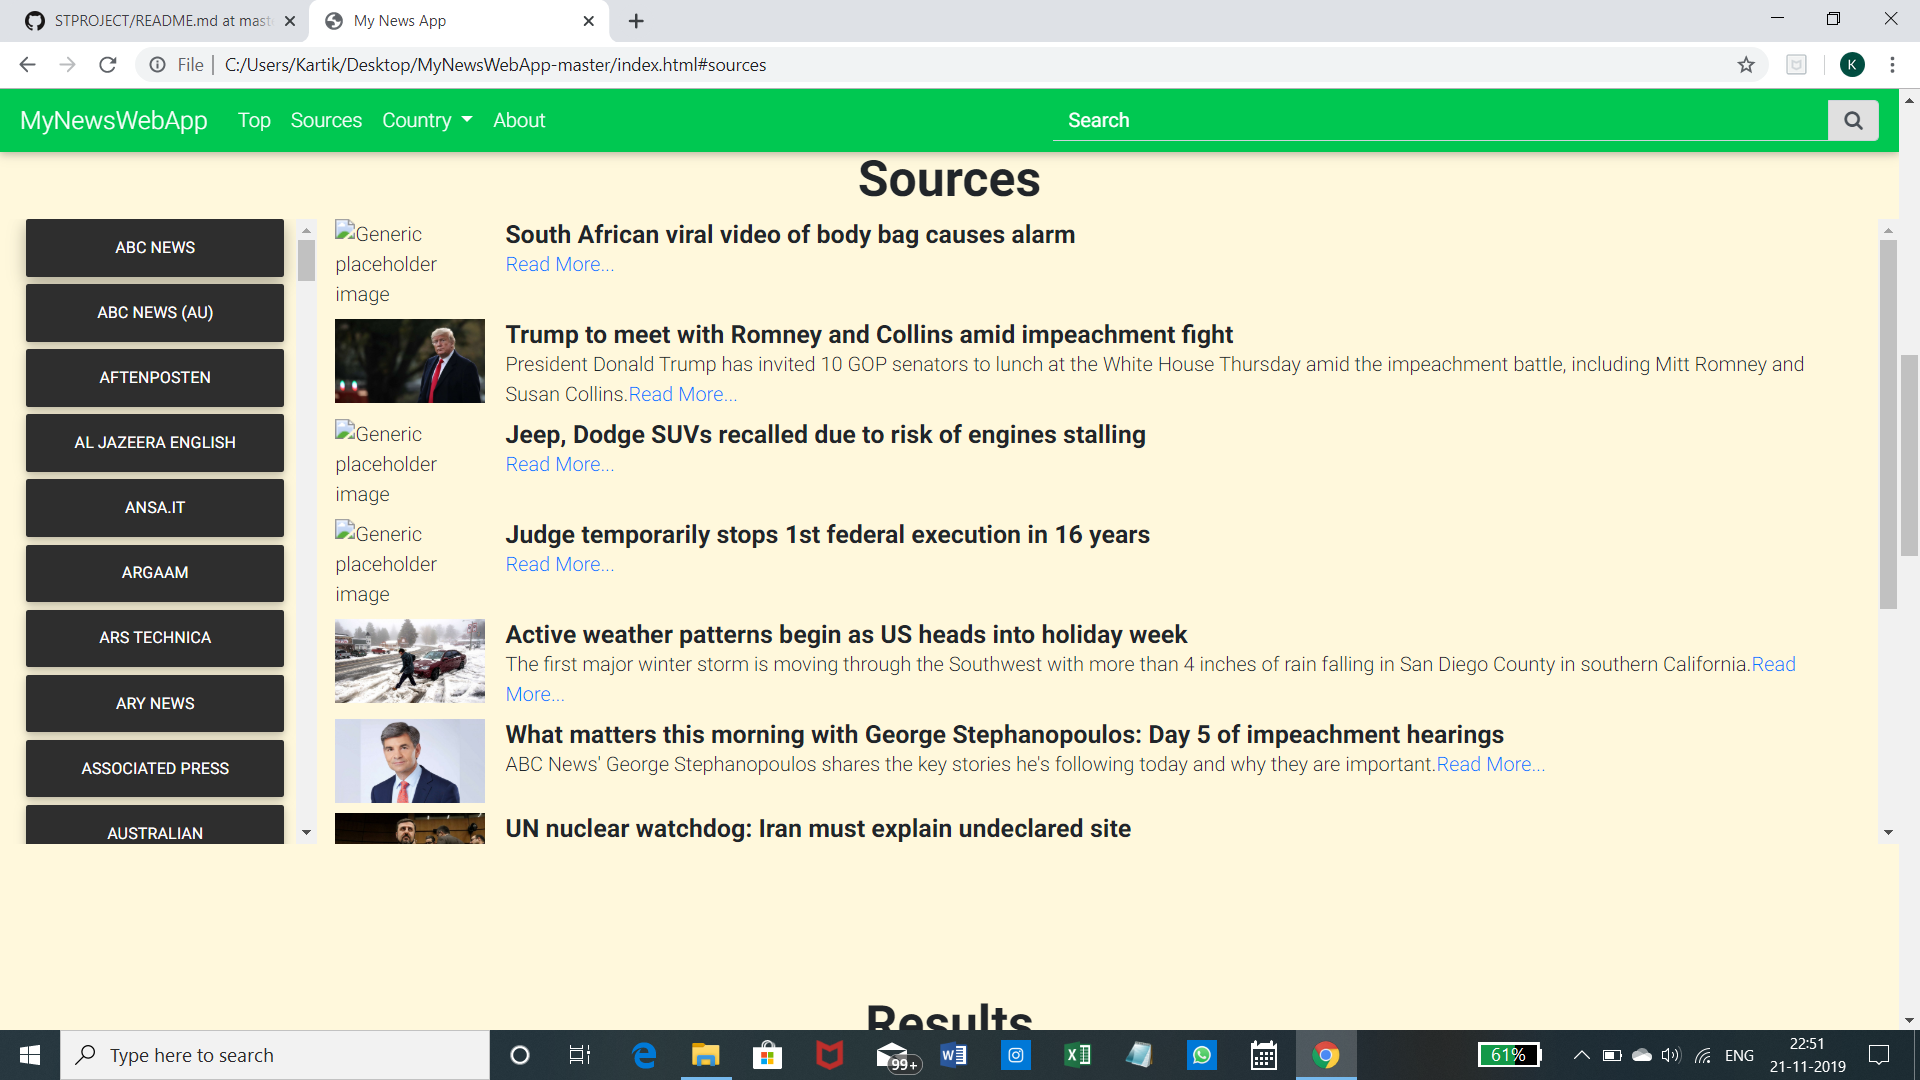 STPROJECT/README.md at mast
My News App
File
C:/Users/Kartik/Desktop/MyNewsWebApp-master/index.html#sources
K
MyNewsWebApp
Top
Sources
Country
About
Search
Sources
ABC NEWS
ABC NEWS (AU)
AFTENPOSTEN
AL JAZEERA ENGLISH
ANSA.IT
ARGAAM
ARS TECHNICA
ARY NEWS
ASSOCIATED PRESS
AUSTRALIAN
Generic
placeholder
image
South African viral video of body bag causes alarm
Read More...
Trump to meet with Romney and Collins amid impeachment fight
President Donald Trump has invited 10 GOP senators to lunch at the White House Thursday amid the impeachment battle, including Mitt Romney and
Susan Collins.Read More...
Generic
placeholder
image
Jeep, Dodge SUVs recalled due to risk of engines stalling
Read More...
Generic
placeholder
image
Judge temporarily stops 1st federal execution in 16 years
Read More...
Active weather patterns begin as US heads into holiday week
The first major winter storm is moving through the Southwest with more than 4 inches of rain falling in San Diego County in southern California.Read
More...
What matters this morning with George Stephanopoulos: Day 5 of impeachment hearings
ABC News' George Stephanopoulos shares the key stories he's following today and why they are important.Read More...
UN nuclear watchdog: Iran must explain undeclared site
Results
Type here to search
99+
61%
ENG
22:51
21-11-2019